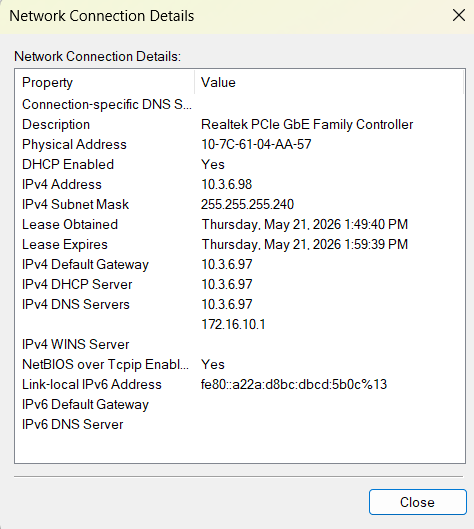 Network Connection Details
Network Connection Details:
Property Value
Connection-specific DNS S...
Description Realtek PCIe GbE Family Controller
Physical Address 10-7C-61-04-AA-57
DHCP Enabled Yes
IPv4 Address 10.3.6.98
IPv4 Subnet Mask 255.255.255.240
Lease Obtained Thursday, May 21, 2026 1:49:40 PM
Lease Expires Thursday, May 21, 2026 1:59:39 PM
IPv4 Default Gateway 10.3.6.97
IPv4 DHCP Server 10.3.6.97
IPv4 DNS Servers 10.3.6.97
172.16.10.1
IPv4 WINS Server
NetBIOS over Tcpip Enabl... Yes
Link-local IPv6 Address fe80::a22a:d8bc:dbcd:5b0c%13
IPv6 Default Gateway
IPv6 DNS Server
Close